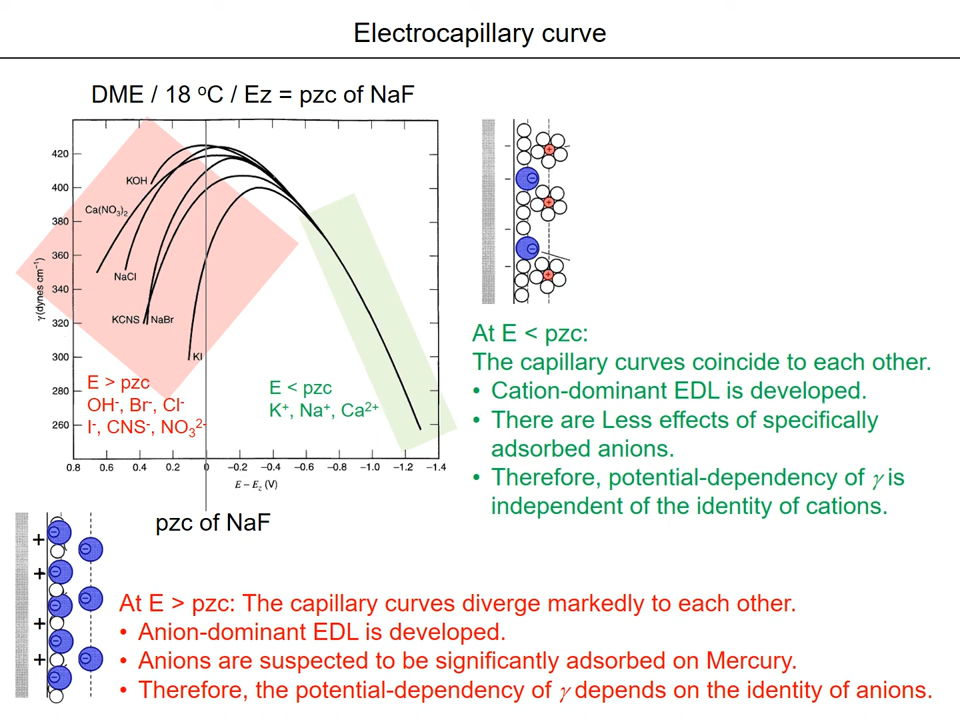 Electrocapillary curve
DME / 18 ᵒC / Ez = pzc of NaF
420
400
380
360
340
320
300
280
260
γ(dynes cm⁻¹)
KOH
Ca(NO₃)₂
NaCl
KCNS
NaBr
KI
E > pzc
OH⁻, Br⁻, Cl⁻
I⁻, CNS⁻, NO₃²⁻
E < pzc
K⁺, Na⁺, Ca²⁺
0.8 0.6 0.4 0.2 0 −0.2 −0.4 −0.6 −0.8 −1.0 −1.2 −1.4
E − E𝓏 (V)
pzc of NaF
At E < pzc:
The capillary curves coincide to each other.
• Cation-dominant EDL is developed.
• There are Less effects of specifically
adsorbed anions.
• Therefore, potential-dependency of γ is
independent of the identity of cations.
At E > pzc: The capillary curves diverge markedly to each other.
• Anion-dominant EDL is developed.
• Anions are suspected to be significantly adsorbed on Mercury.
• Therefore, the potential-dependency of γ depends on the identity of anions.